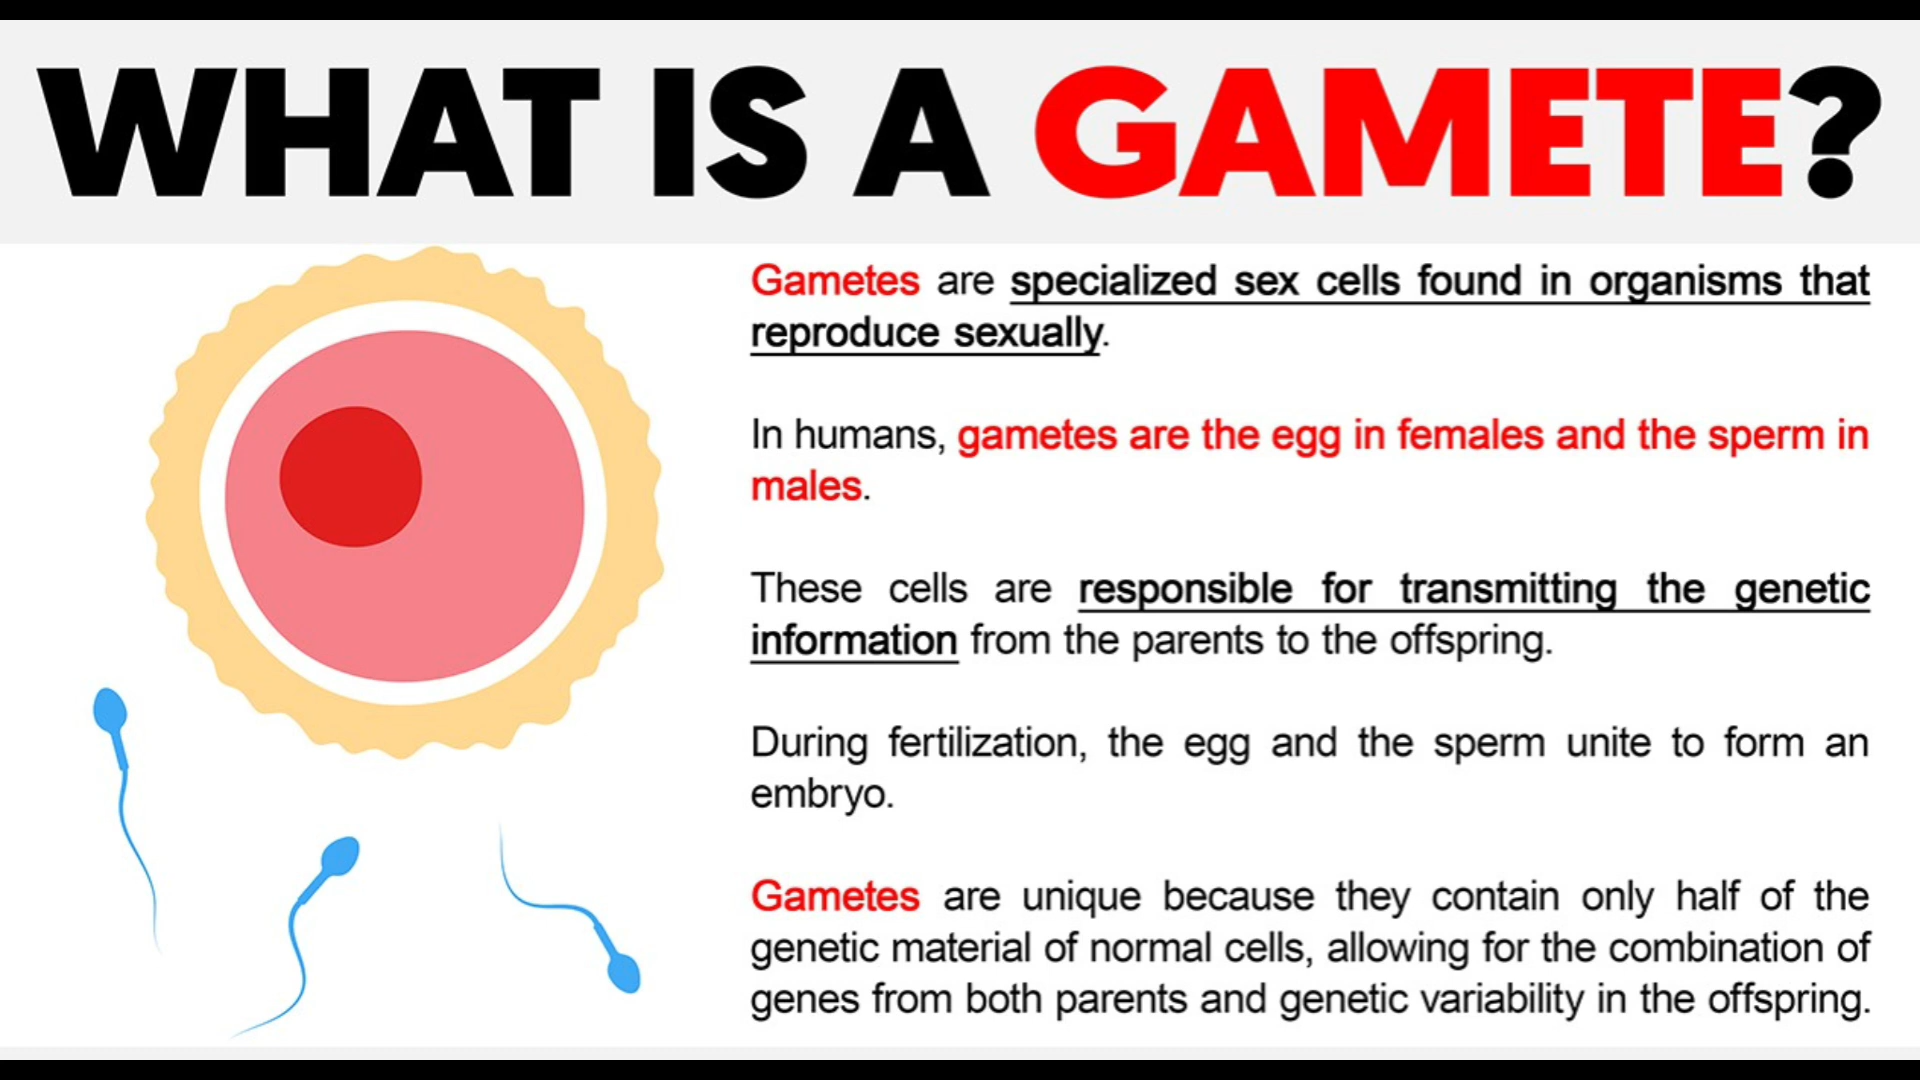 WHAT IS A GAMETE?
Gametes are specialized sex cells found in organisms that
reproduce sexually.
In humans, gametes are the egg in females and the sperm in
males.
These cells are responsible for transmitting the genetic
information from the parents to the offspring.
During fertilization, the egg and the sperm unite to form an
embryo.
Gametes are unique because they contain only half of the
genetic material of normal cells, allowing for the combination of
genes from both parents and genetic variability in the offspring.